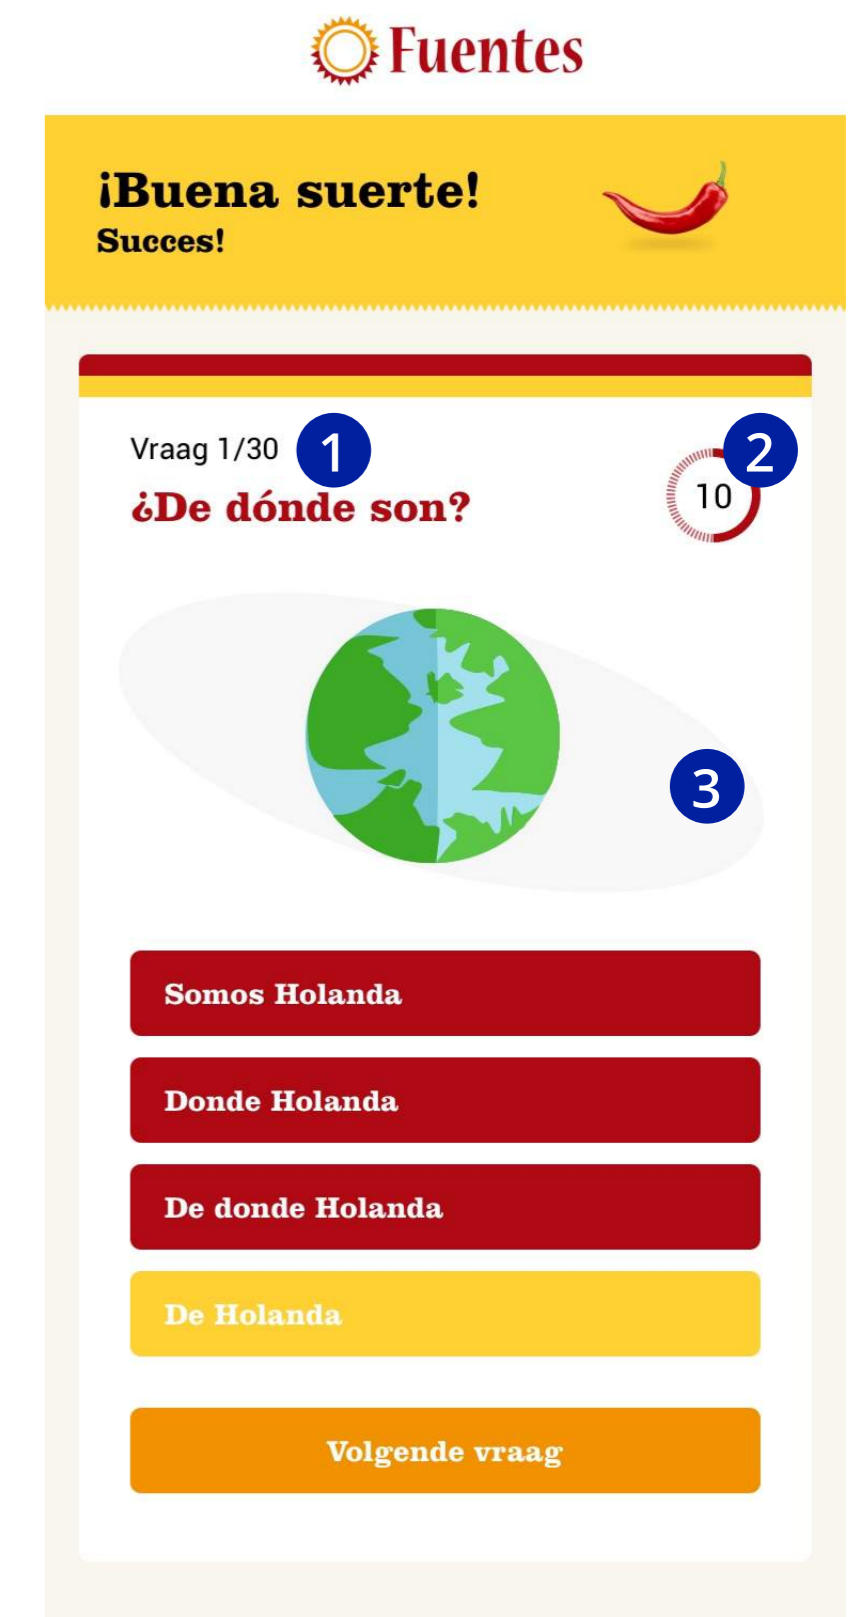 Fuentes
¡Buena suerte!
Succes!
Vraag 1/30
1
2
¿De dónde son?
10
3
Somos Holanda
Donde Holanda
De donde Holanda
De Holanda
Volgende vraag